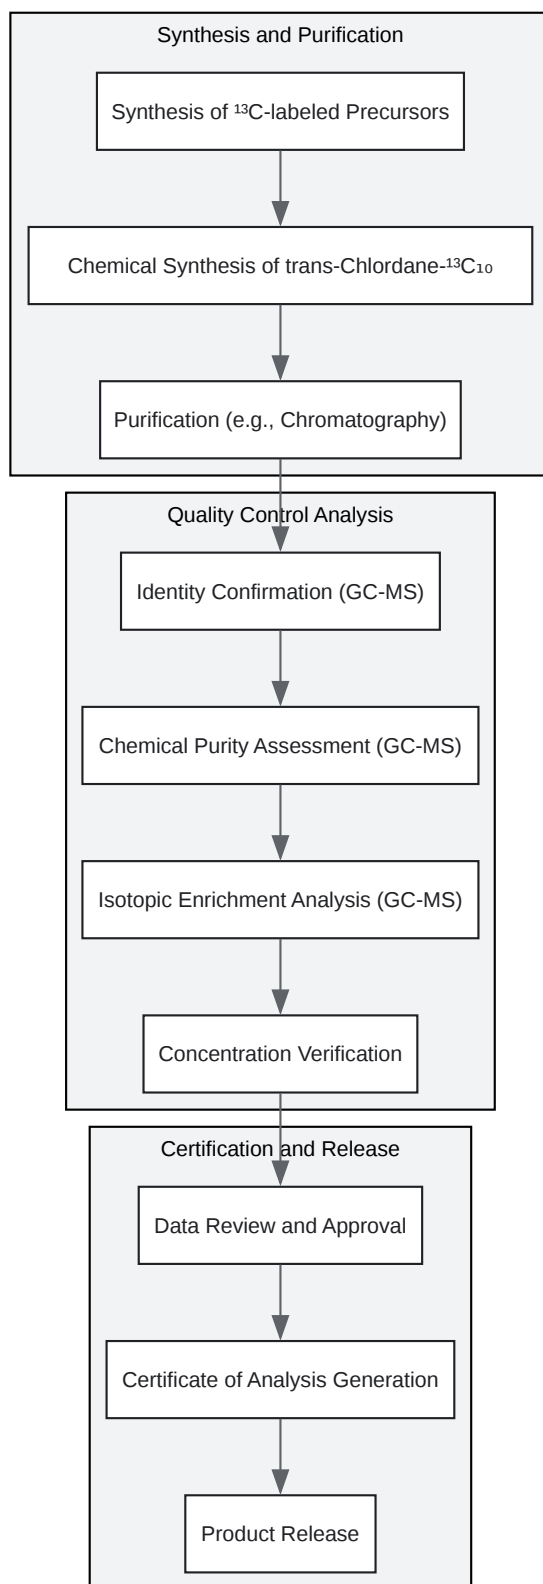 Synthesis and Purification
Synthesis of ¹³C-labeled Precursors
Chemical Synthesis of trans-Chlordane-¹³C₁₀
Purification (e.g., Chromatography)
Quality Control Analysis
Identity Confirmation (GC-MS)
Chemical Purity Assessment (GC-MS)
Isotopic Enrichment Analysis (GC-MS)
Concentration Verification
Certification and Release
Data Review and Approval
Certificate of Analysis Generation
Product Release